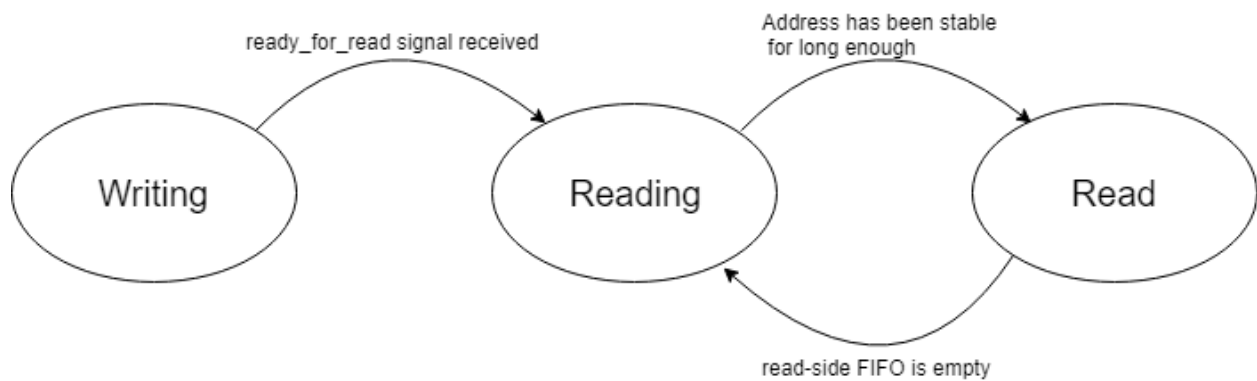 ready_for_read signal received
Address has been stable
for long enough
Writing
Reading
Read
read-side FIFO is empty